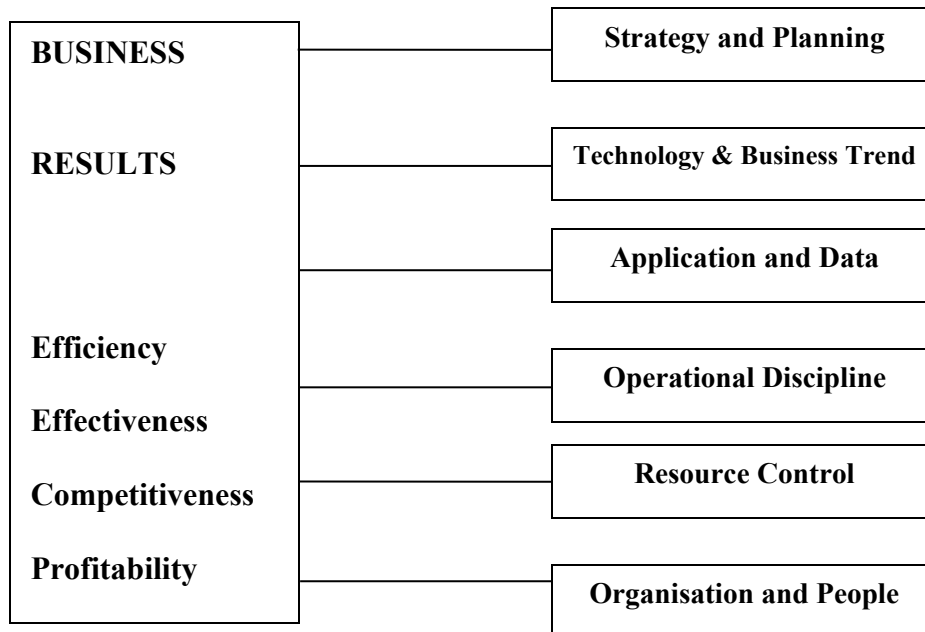 BUSINESS
RESULTS
Efficiency
Effectiveness
Competitiveness
Profitability
Strategy and Planning
Technology & Business Trend
Application and Data
Operational Discipline
Resource Control
Organisation and People